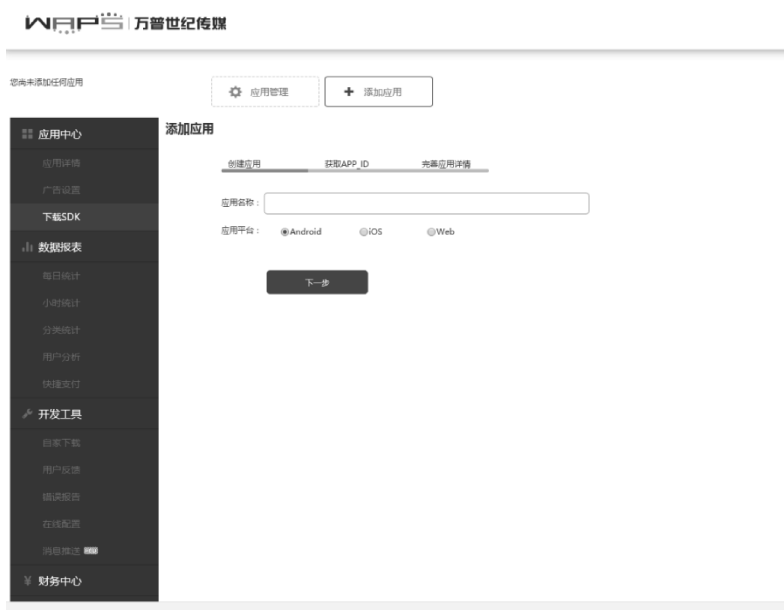 WAPS 万普世纪传媒
您尚未添加任何应用
应用管理 添加应用
添加应用
创建应用 获取APP_ID 完善应用详情
应用名称：
应用平台： Android iOS Web
下一步
应用中心
应用详情
广告设置
下载SDK
数据报表
每日统计
小时统计
分类统计
用户分析
快捷支付
开发工具
自家下载
用户反馈
错误报告
在线配置
消息推送 new
¥ 财务中心